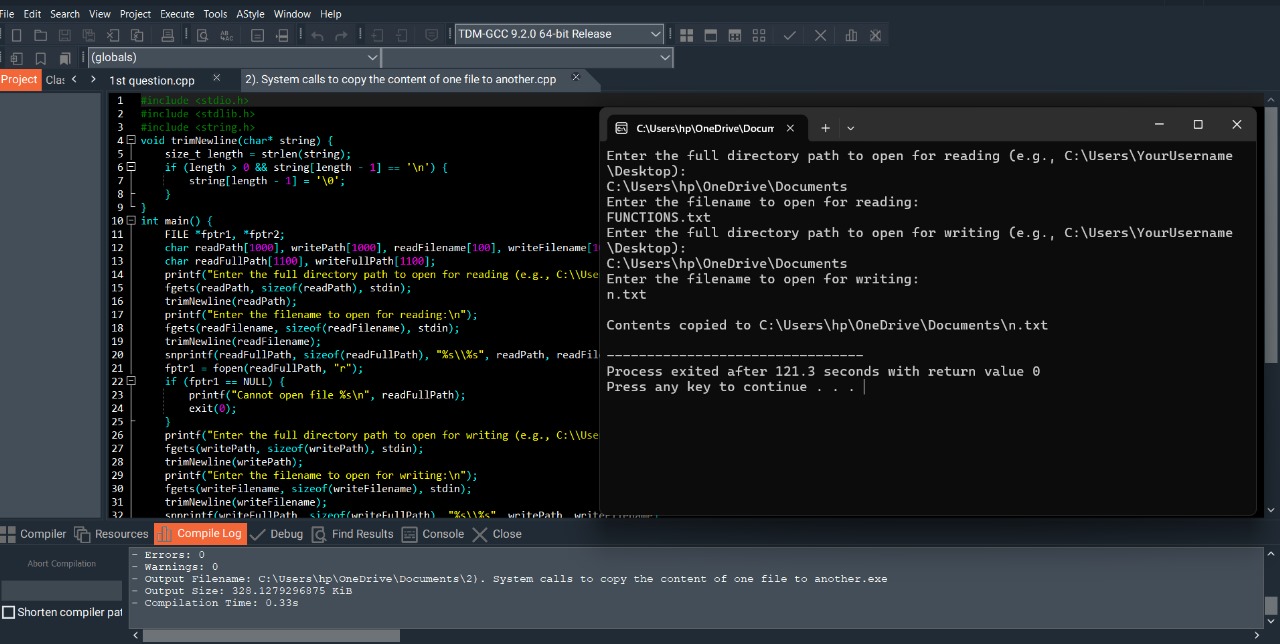 File Edit Search View Project Execute Tools AStyle Window Help
TDM-GCC 9.2.0 64-bit Release
(globals)
Project Clas 1st question.cpp 2). System calls to copy the content of one file to another.cpp
1 #include <stdio.h>
2 #include <stdlib.h>
3 #include <string.h>
4 void trimNewline(char* string) {
5 size_t length = strlen(string);
6 if (length > 0 && string[length - 1] == '\n') {
7 string[length - 1] = '\0';
8 }
9 }
10 int main() {
11 FILE *fptr1, *fptr2;
12 char readPath[1000], writePath[1000], readFilename[100], writeFilename[1
13 char readFullPath[1100], writeFullPath[1100];
14 printf("Enter the full directory path to open for reading (e.g., C:\\Use
15 fgets(readPath, sizeof(readPath), stdin);
16 trimNewline(readPath);
17 printf("Enter the filename to open for reading:\n");
18 fgets(readFilename, sizeof(readFilename), stdin);
19 trimNewline(readFilename);
20 snprintf(readFullPath, sizeof(readFullPath), "%s\\%s", readPath, readFil
21 fptr1 = fopen(readFullPath, "r");
22 if (fptr1 == NULL) {
23 printf("Cannot open file %s\n", readFullPath);
24 exit(0);
25 }
26 printf("Enter the full directory path to open for writing (e.g., C:\\Use
27 fgets(writePath, sizeof(writePath), stdin);
28 trimNewline(writePath);
29 printf("Enter the filename to open for writing:\n");
30 fgets(writeFilename, sizeof(writeFilename), stdin);
31 trimNewline(writeFilename);
32 snprintf(writeFullPath, sizeof(writeFullPath), "%s\\%s", writePath, writeFilename);
C:\Users\hp\OneDrive\Docum
Enter the full directory path to open for reading (e.g., C:\Users\YourUsername
\Desktop):
C:\Users\hp\OneDrive\Documents
Enter the filename to open for reading:
FUNCTIONS.txt
Enter the full directory path to open for writing (e.g., C:\Users\YourUsername
\Desktop):
C:\Users\hp\OneDrive\Documents
Enter the filename to open for writing:
n.txt
Contents copied to C:\Users\hp\OneDrive\Documents\n.txt
--------------------------------
Process exited after 121.3 seconds with return value 0
Press any key to continue . . .
Compiler Resources Compile Log Debug Find Results Console Close
Abort Compilation
Shorten compiler pat
- Errors: 0
- Warnings: 0
- Output Filename: C:\Users\hp\OneDrive\Documents\2). System calls to copy the content of one file to another.exe
- Output Size: 328.1279296875 KiB
- Compilation Time: 0.33s